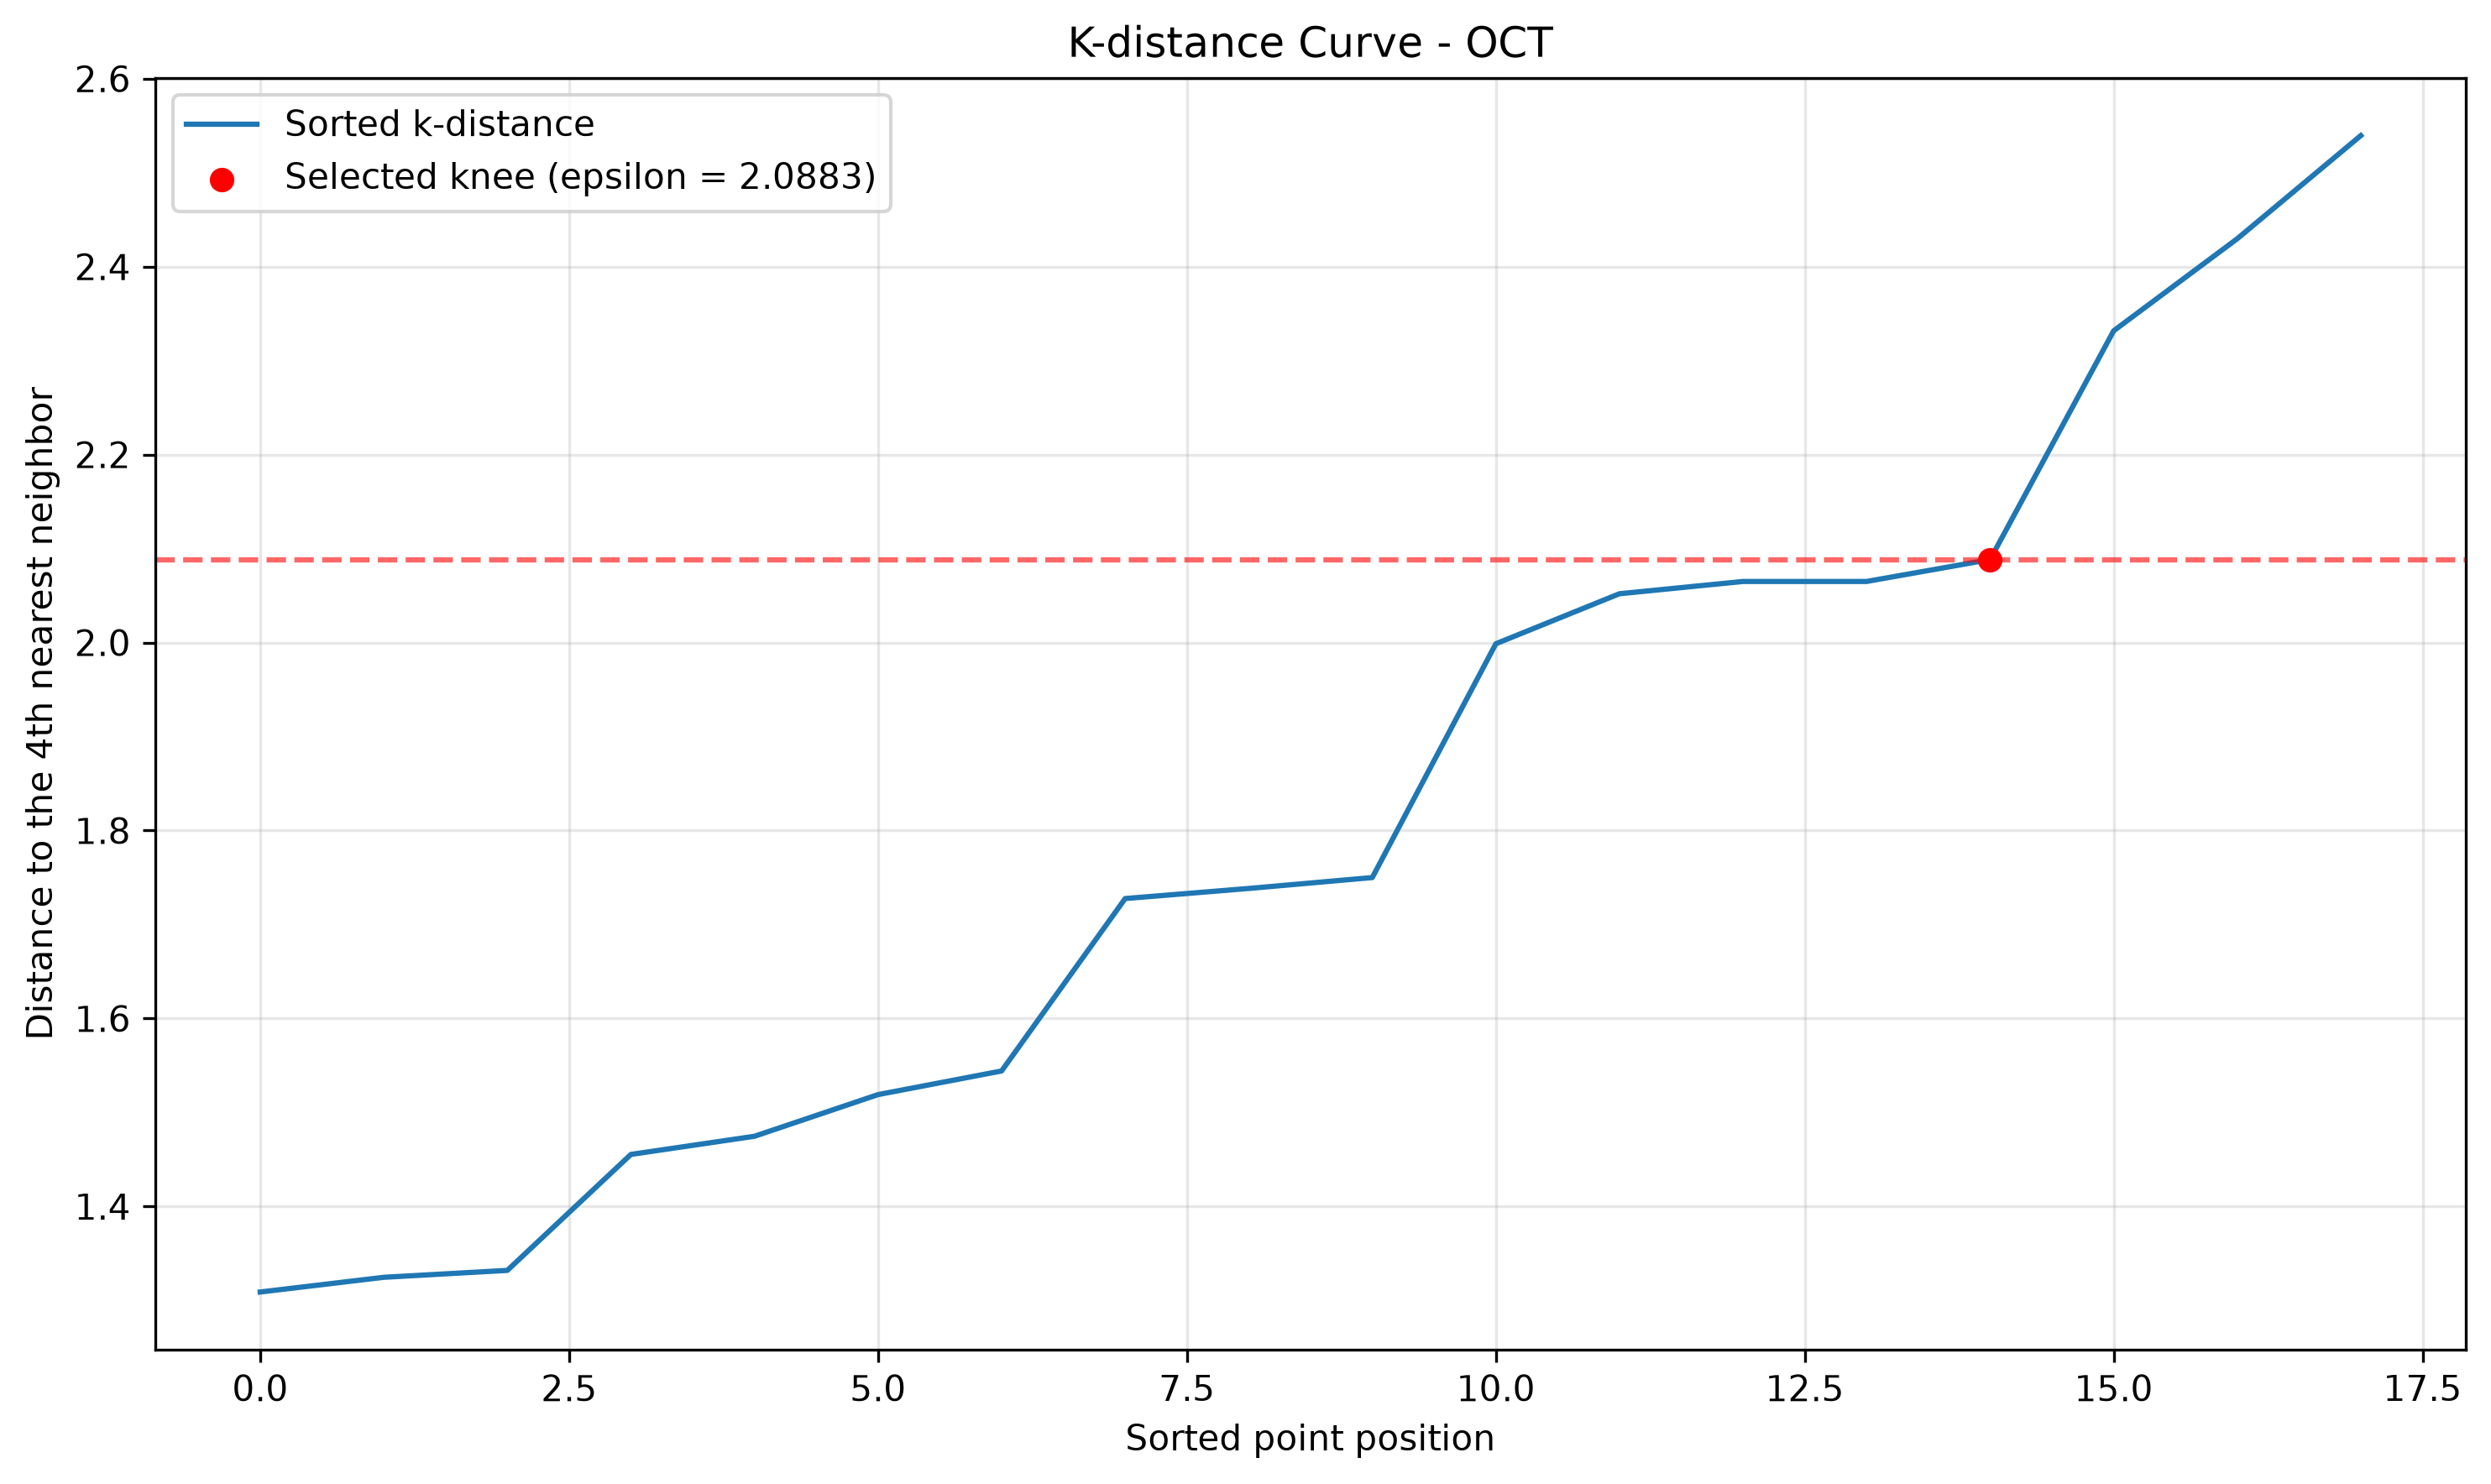 K-distance Curve - OCT
Sorted k-distance
Selected knee (epsilon = 2.0883)
Distance to the 4th nearest neighbor
2.6
2.4
2.2
2.0
1.8
1.6
1.4
0.0 2.5 5.0 7.5 10.0 12.5 15.0 17.5
Sorted point position